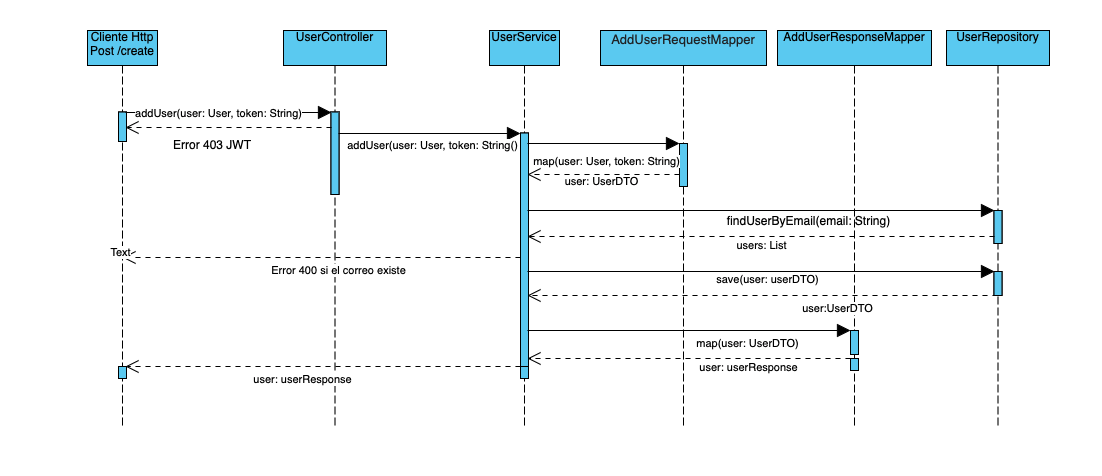 Cliente Http
Post /create
UserController
UserService
AddUserRequestMapper
AddUserResponseMapper
UserRepository
addUser(user: User, token: String)
Error 403 JWT
addUser(user: User, token: String()
map(user: User, token: String)
user: UserDTO
findUserByEmail(email: String)
users: List
Text
Error 400 si el correo existe
save(user: userDTO)
user:UserDTO
map(user: UserDTO)
user: userResponse
user: userResponse